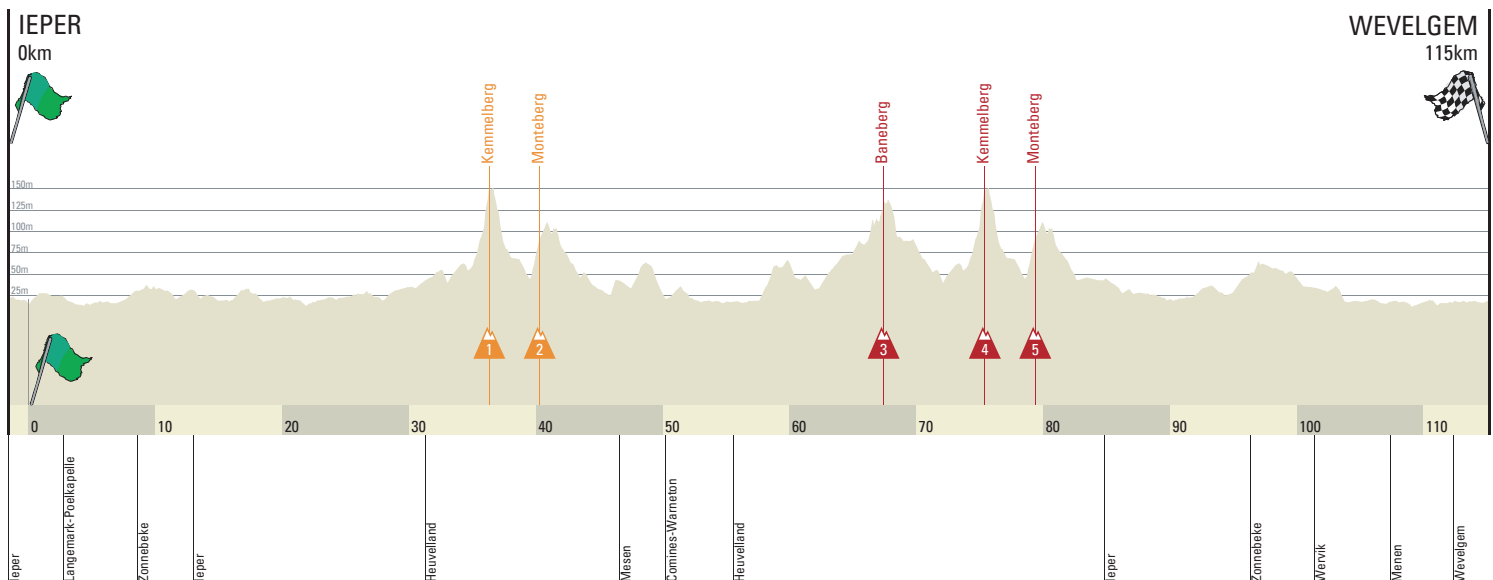 IEPER
0km
WEVELGEM
115km
Kemmelberg
Monteberg
Baneberg
Kemmelberg
Monteberg
150m
125m
100m
75m
50m
25m
1
2
3
4
5
0
10
20
30
40
50
60
70
80
90
100
110
Ieper
Langemark-Poelkapelle
Zonnebeke
Ieper
Heuvelland
Mesen
Comines-Warneton
Heuvelland
Ieper
Zonnebeke
Wervik
Menen
Wevelgem